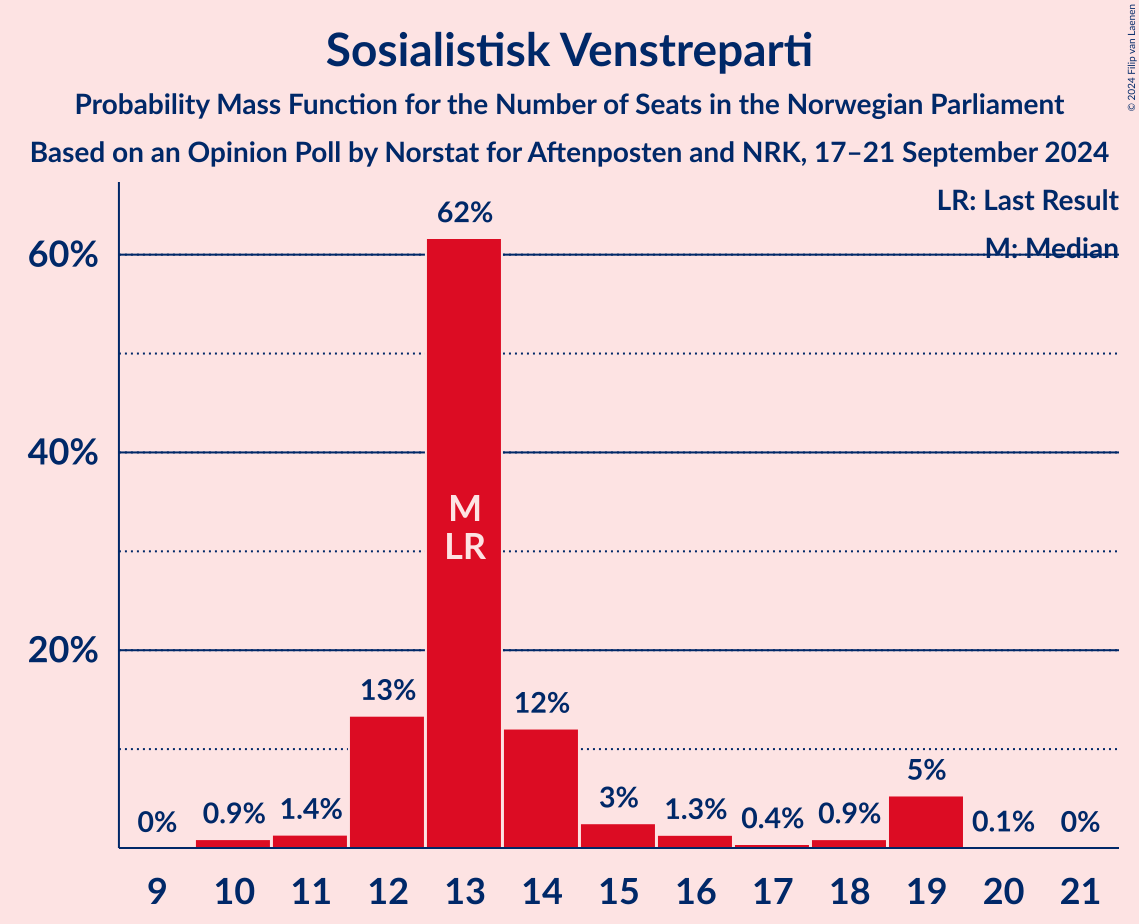 Sosialistisk Venstreparti
Probability Mass Function for the Number of Seats in the Norwegian Parliament
Based on an Opinion Poll by Norstat for Aftenposten and NRK, 17–21 September 2024
© 2024 Filip van Laenen
LR: Last Result
M: Median
60%
40%
20%
0%
0.9%
1.4%
13%
62%
12%
3%
1.3%
0.4%
0.9%
5%
0.1%
0%
M
LR
9 10 11 12 13 14 15 16 17 18 19 20 21